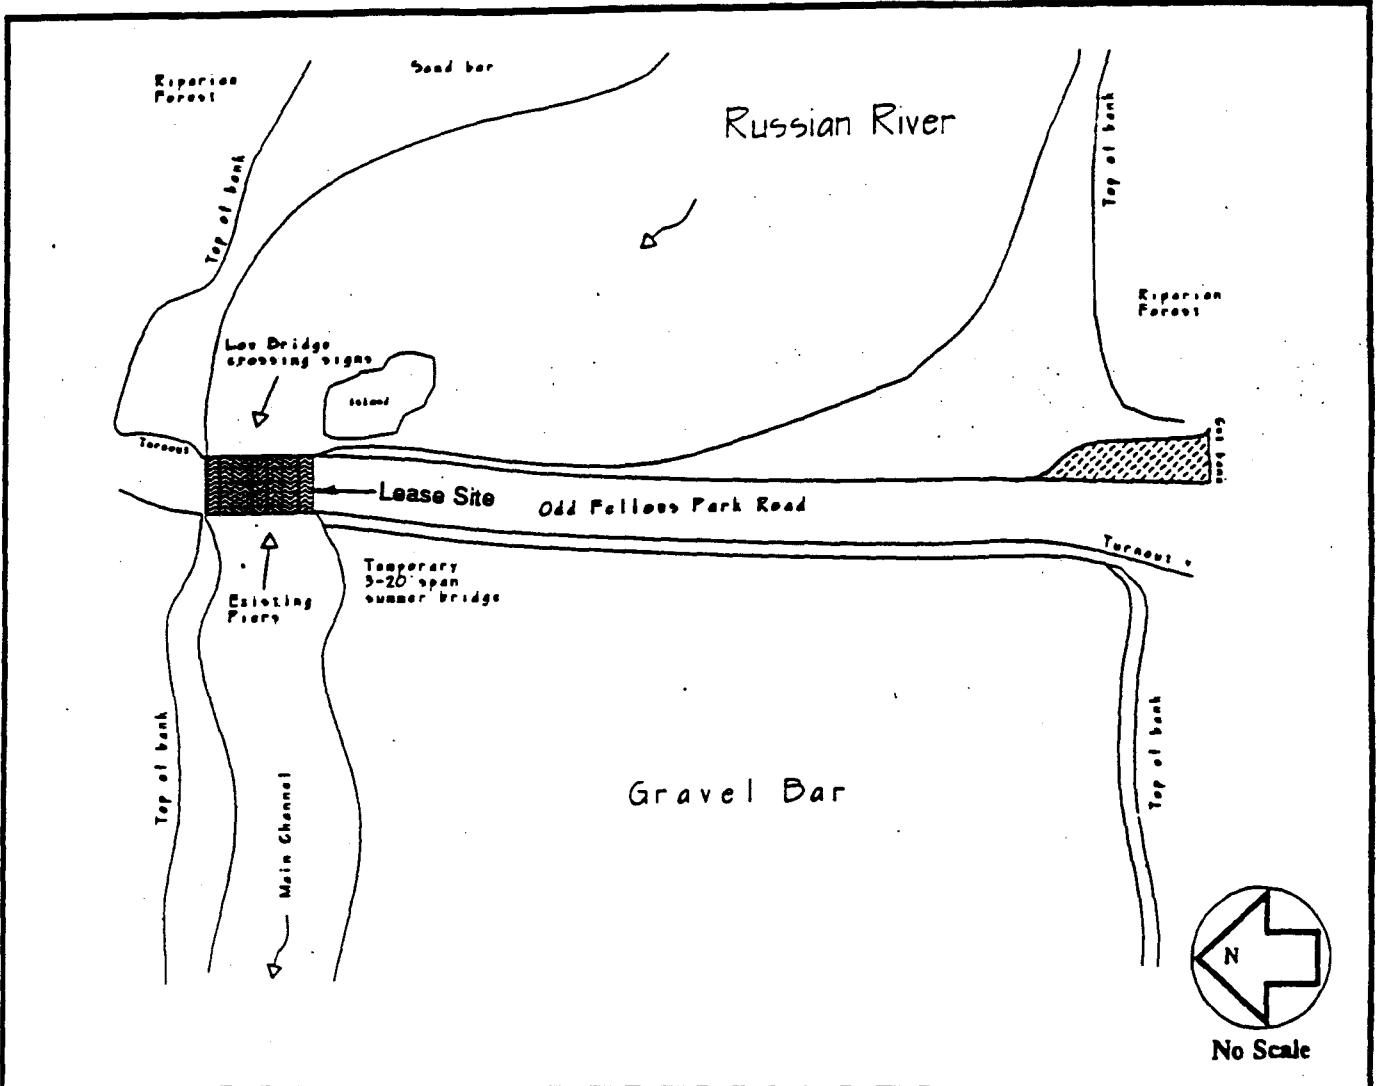 Riparian
Forest
Sand bar
Russian River
Top of bank
Top of bank
Riparian
Forest
Low Bridge
crossing signs
Island
Turnout
Lease Site
Odd Fellows Park Road
Turnout
Existing
Piers
Temporary
3-20' span
summer bridge
Top of bank
Main Channel
Gravel Bar
Top of bank
N
No Scale